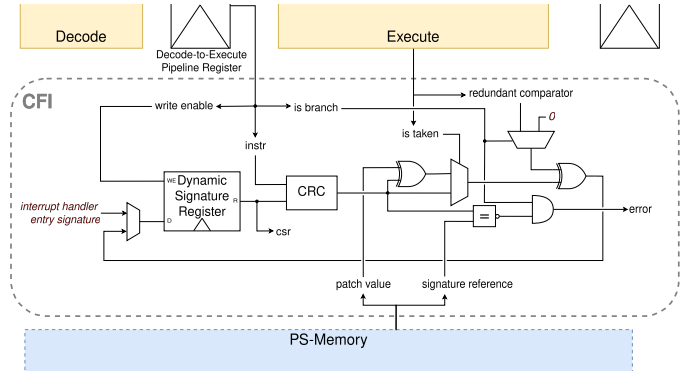 Decode
Decode-to-Execute
Pipeline Register
Execute
CFI
write enable
is branch
redundant comparator
0
is taken
instr
WE
Dynamic
Signature
Register
R
D
CRC
interrupt handler
entry signature
csr
=
error
patch value
signature reference
PS-Memory